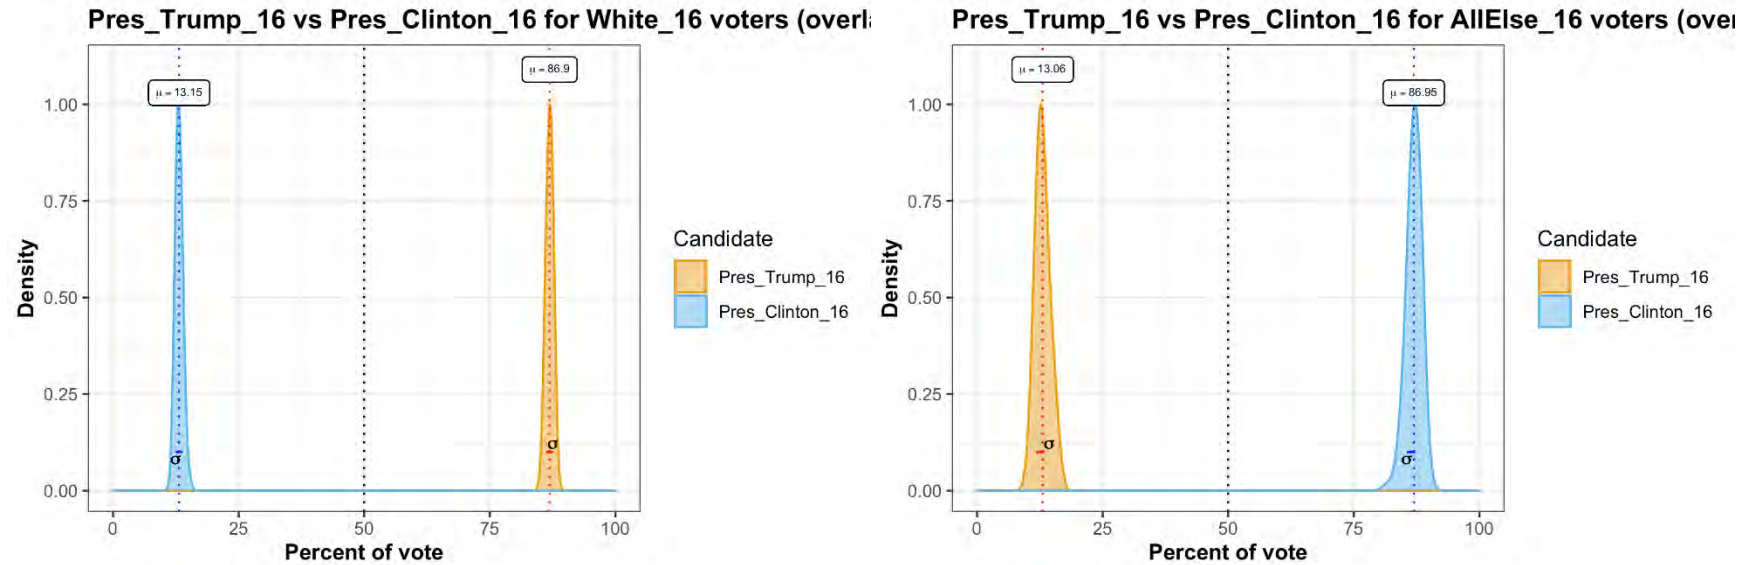 Pres_Trump_16 vs Pres_Clinton_16 for White_16 voters (overla
μ = 13.15
μ = 86.9
1.00
0.75
0.50
0.25
0.00
Density
σ
σ
0
25
50
75
100
Percent of vote
Candidate
Pres_Trump_16
Pres_Clinton_16
Pres_Trump_16 vs Pres_Clinton_16 for AllElse_16 voters (over
μ = 13.06
μ = 86.95
1.00
0.75
0.50
0.25
0.00
Density
σ
σ
0
25
50
75
100
Percent of vote
Candidate
Pres_Trump_16
Pres_Clinton_16